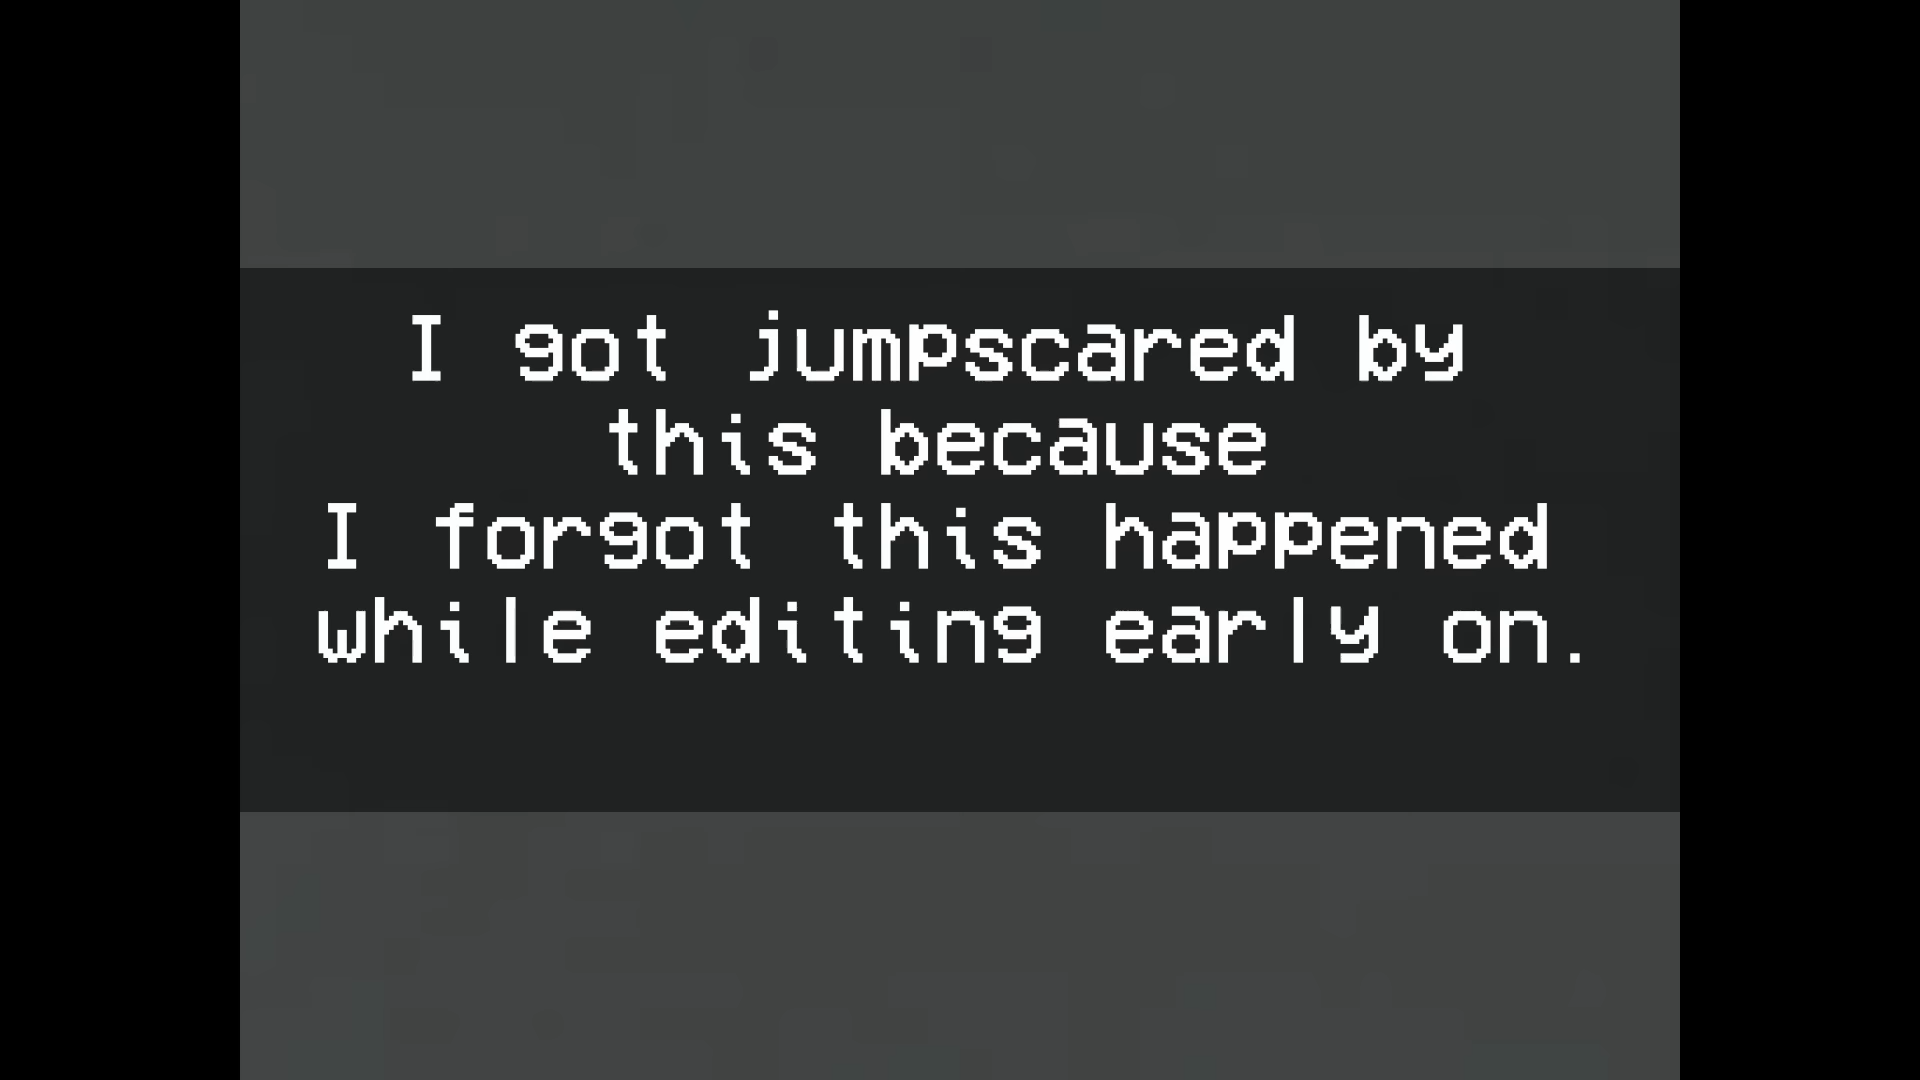 I got jumpscared by
this because
I forgot this happened
while editing early on.